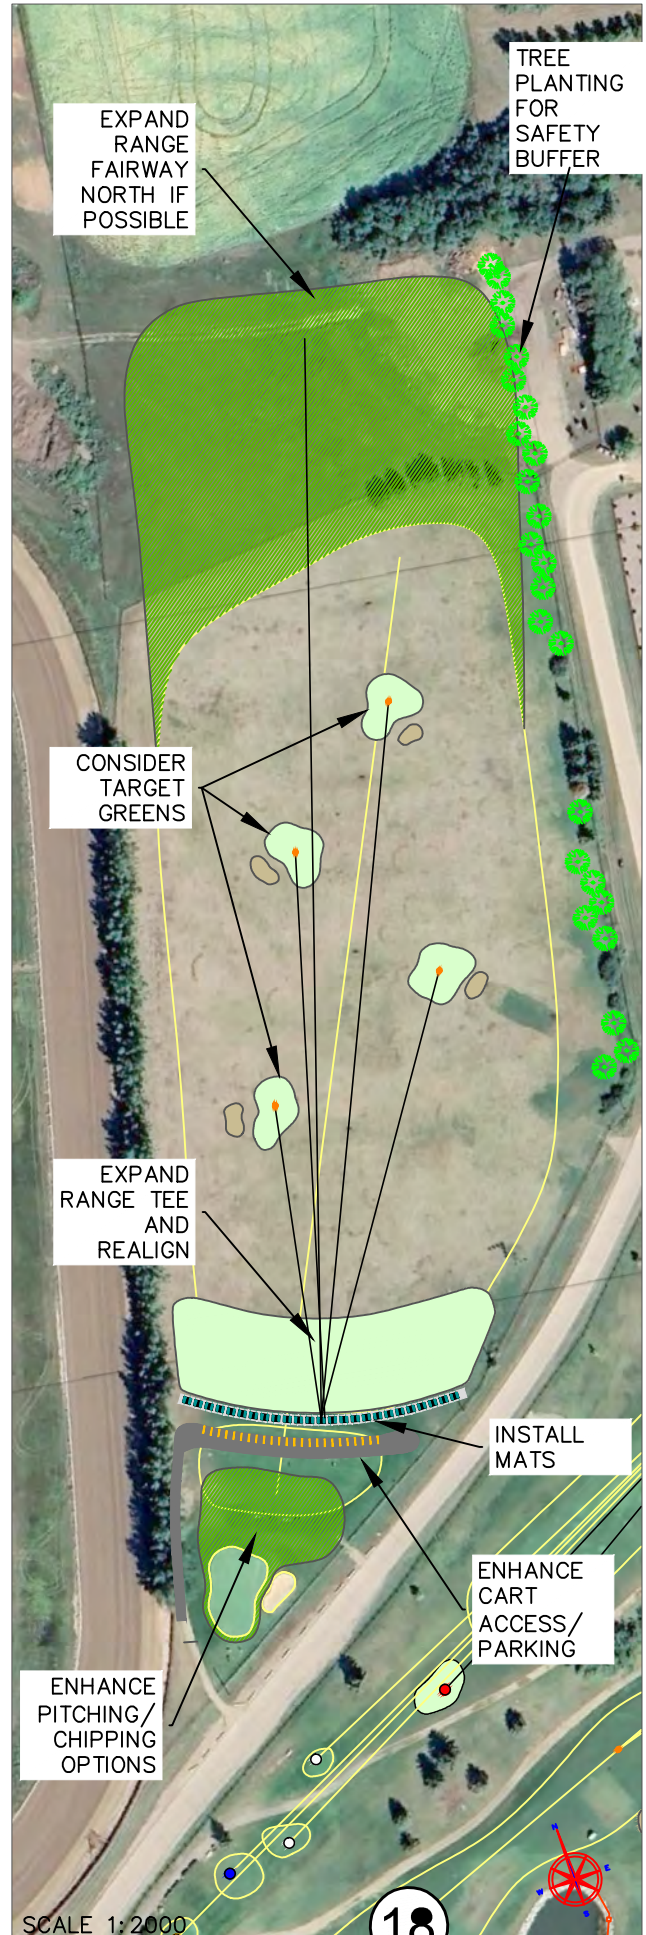 TREE
PLANTING
FOR
SAFETY
BUFFER
EXPAND
RANGE
FAIRWAY
NORTH IF
POSSIBLE
CONSIDER
TARGET
GREENS
EXPAND
RANGE TEE
AND
REALIGN
INSTALL
MATS
ENHANCE
CART
ACCESS/
PARKING
ENHANCE
PITCHING/
CHIPPING
OPTIONS
N
E
W
S
SCALE 1:2000
18